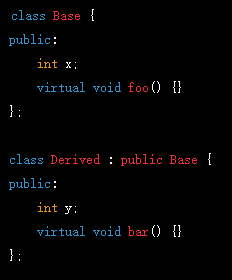 class Base {
public:
    int x;
    virtual void foo() {}
};

class Derived : public Base {
public:
    int y;
    virtual void bar() {}
};